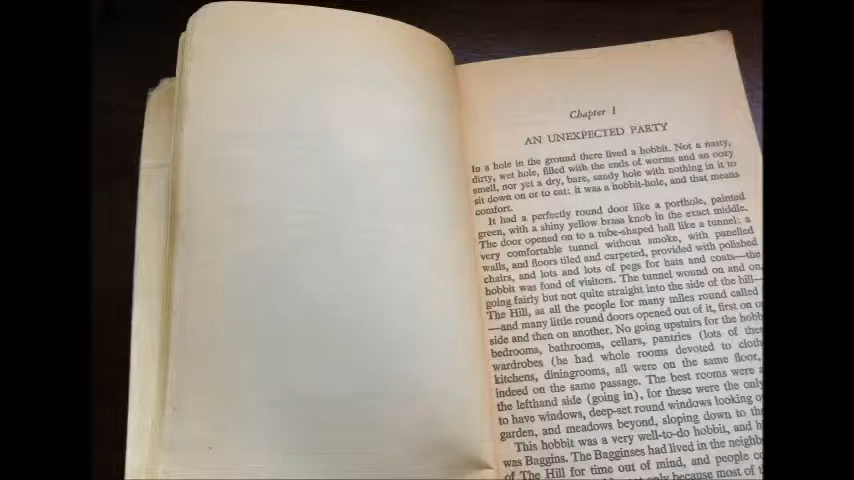 Chapter I
AN UNEXPECTED PARTY
In a hole in the ground there lived a hobbit. Not a nasty,
dirty, wet hole, filled with the ends of worms and an oozy
smell, nor yet a dry, bare, sandy hole with nothing in it to
sit down on or to eat: it was a hobbit-hole, and that means
comfort.
It had a perfectly round door like a porthole, painted
green, with a shiny yellow brass knob in the exact middle.
The door opened on to a tube-shaped hall like a tunnel: a
very comfortable tunnel without smoke, with panelled
walls, and floors tiled and carpeted, provided with polished
chairs, and lots and lots of pegs for hats and coats—the
hobbit was fond of visitors. The tunnel wound on and on,
going fairly but not quite straight into the side of the hill—
The Hill, as all the people for many miles round called
—and many little round doors opened out of it, first on
side and then on another. No going upstairs for the
bedrooms, bathrooms, cellars, pantries (lots of
wardrobes (he had whole rooms devoted to
kitchens, diningrooms, all were on the same floor,
indeed on the same passage. The best rooms were
the lefthand side (going in), for these were the only
to have windows, deep-set round windows looking
garden, and meadows beyond, sloping down to the
This hobbit was a very well-to-do hobbit, and
was Baggins. The Bagginses had lived in the
of The Hill for time out of mind, and people
only because most of